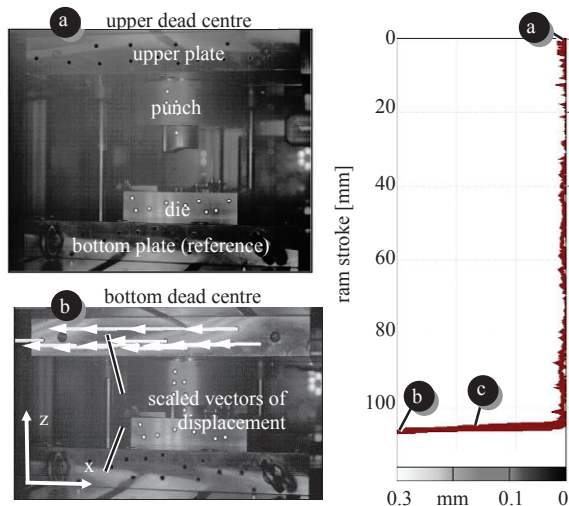 a upper dead centre
upper plate
punch
die
bottom plate (reference)
b bottom dead centre
scaled vectors of
displacement
z
x
a
0
20
40
60
80
100
ram stroke [mm]
b
c
0.3 mm 0.1 0